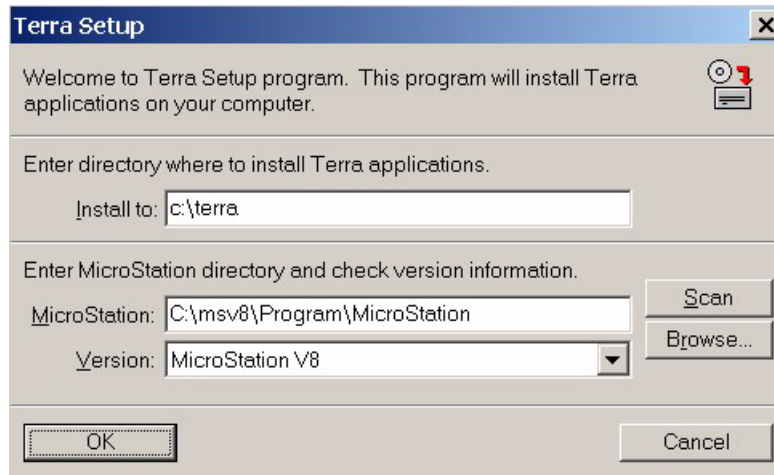 Terra Setup
Welcome to Terra Setup program. This program will install Terra
applications on your computer.
Enter directory where to install Terra applications.
Install to: c:\terra
Enter MicroStation directory and check version information.
MicroStation: C:\msv8\Program\MicroStation
Scan
Version: MicroStation V8
Browse...
OK
Cancel